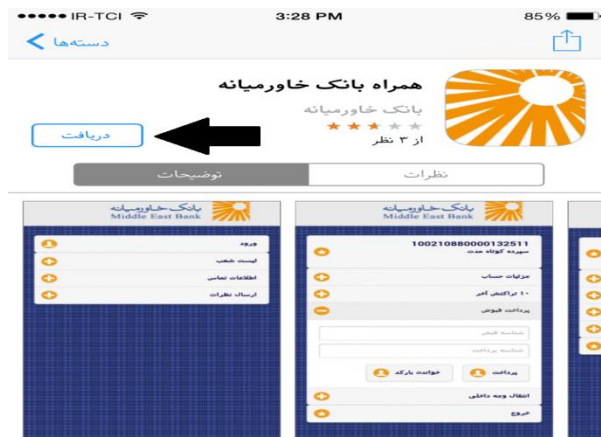 IR-TCI 3:28 PM 85%
دسته‌ها
همراه بانک خاورمیانه
بانک خاورمیانه
از ۳ نظر
دریافت
نظرات
توضیحات
بانک خاورمیانه
Middle East Bank
100210880000132511
سپرده کوتاه مدت
جزئیات حساب
۱۰ تراکنش آخر
پرداخت قبوض
شناسه قبض
شناسه پرداخت
پرداخت
خواندن بارکد
انتقال وجه داخلی
خروج
بانک خاورمیانه
Middle East Bank
ورود
لیست شعب
اطلاعات تماس
ارسال نظرات